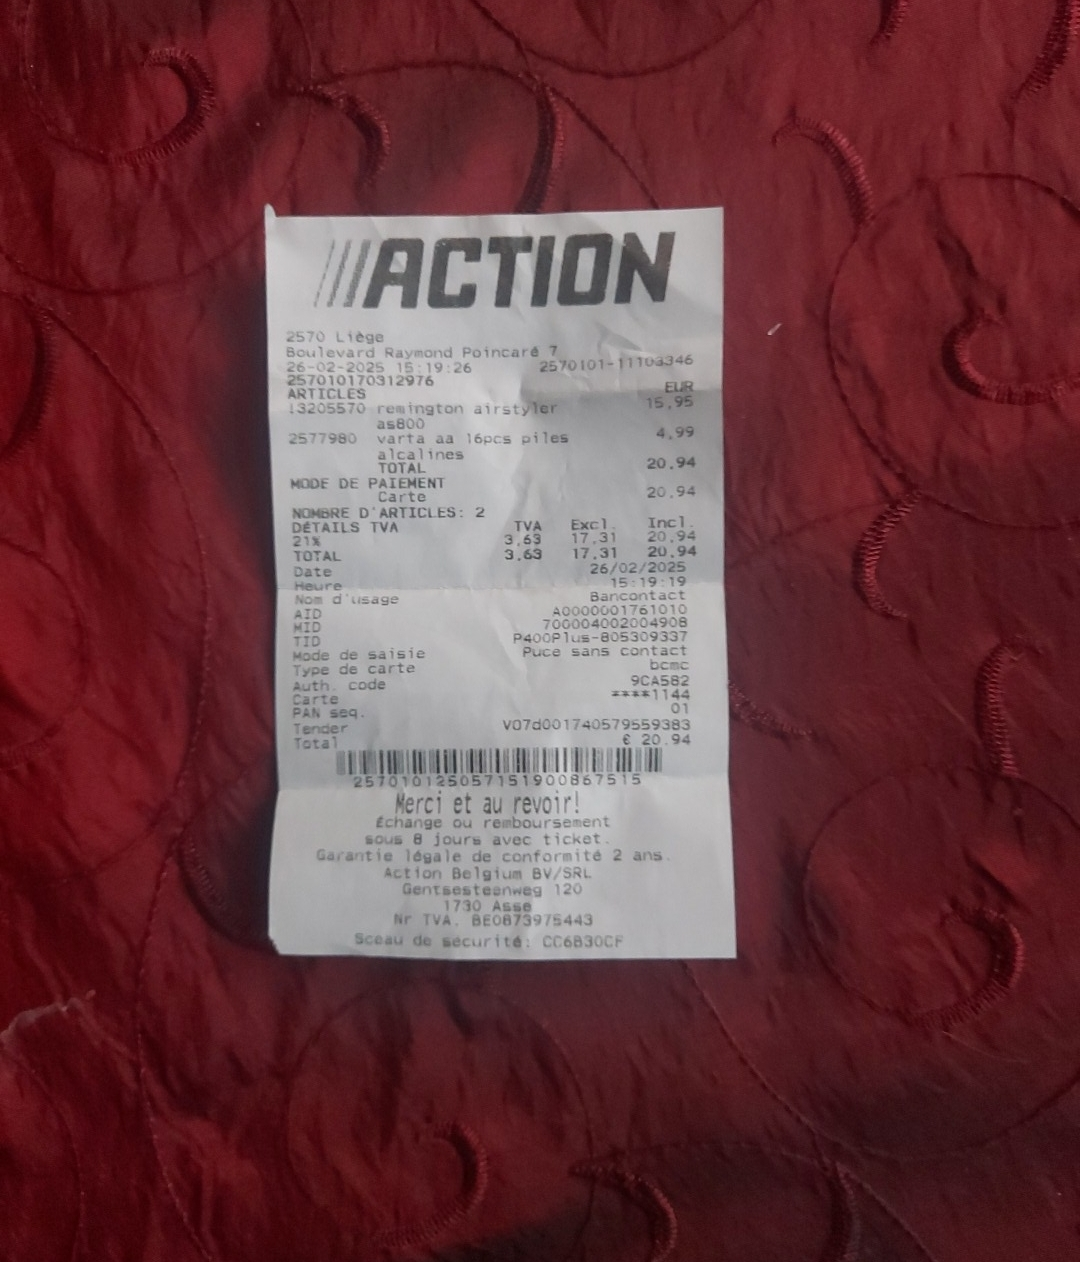 ///ACTION
2570 Liège
Boulevard Raymond Poincaré 7
26-02-2025 15:19:26 2570101-11103346
257010170312976
ARTICLES EUR
13205570 remington airstyler 15,95
as800
2577980 varta aa 16pcs piles 4,99
alcalines
TOTAL 20,94
MODE DE PAIEMENT
Carte 20,94
NOMBRE D'ARTICLES: 2
DÉTAILS TVA TVA Excl. Incl.
21% 3,63 17,31 20,94
TOTAL 3,63 17,31 20,94
Date 26/02/2025
Heure 15:19:19
Nom d'usage Bancontact
AID A0000001761010
MID 700004002004908
TID P400Plus-805309337
Mode de saisie Puce sans contact
Type de carte bcmc
Auth. code 9CA582
Carte ****1144
PAN seq. 01
Tender V07d001740579559383
Total € 20.94
2570101250571519008675​15
Merci et au revoir!
Échange ou remboursement
sous 8 jours avec ticket.
Garantie légale de conformité 2 ans.
Action Belgium BV/SRL
Gentsesteenweg 120
1730 Asse
Nr TVA. BE0873975443
Sceau de sécurité: CC6B30CF